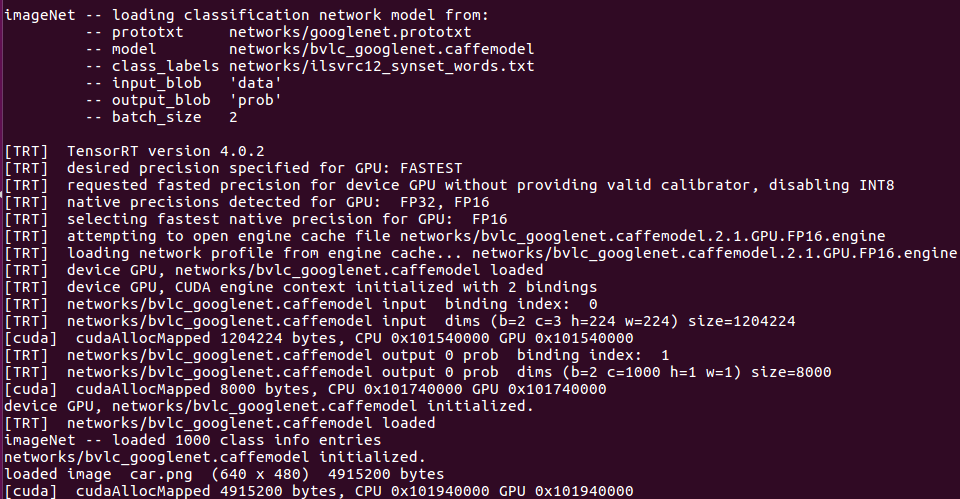 imageNet -- loading classification network model from:
         -- prototxt     networks/googlenet.prototxt
         -- model        networks/bvlc_googlenet.caffemodel
         -- class_labels networks/ilsvrc12_synset_words.txt
         -- input_blob   'data'
         -- output_blob  'prob'
         -- batch_size   2

[TRT]  TensorRT version 4.0.2
[TRT]  desired precision specified for GPU: FASTEST
[TRT]  requested fasted precision for device GPU without providing valid calibrator, disabling INT8
[TRT]  native precisions detected for GPU:  FP32, FP16
[TRT]  selecting fastest native precision for GPU:  FP16
[TRT]  attempting to open engine cache file networks/bvlc_googlenet.caffemodel.2.1.GPU.FP16.engine
[TRT]  loading network profile from engine cache... networks/bvlc_googlenet.caffemodel.2.1.GPU.FP16.engine
[TRT]  device GPU, networks/bvlc_googlenet.caffemodel loaded
[TRT]  device GPU, CUDA engine context initialized with 2 bindings
[TRT]  networks/bvlc_googlenet.caffemodel input  binding index:  0
[TRT]  networks/bvlc_googlenet.caffemodel input  dims (b=2 c=3 h=224 w=224) size=1204224
[cuda]  cudaAllocMapped 1204224 bytes, CPU 0x101540000 GPU 0x101540000
[TRT]  networks/bvlc_googlenet.caffemodel output 0 prob  binding index:  1
[TRT]  networks/bvlc_googlenet.caffemodel output 0 prob  dims (b=2 c=1000 h=1 w=1) size=8000
[cuda]  cudaAllocMapped 8000 bytes, CPU 0x101740000 GPU 0x101740000
device GPU, networks/bvlc_googlenet.caffemodel initialized.
[TRT]  networks/bvlc_googlenet.caffemodel loaded
imageNet -- loaded 1000 class info entries
networks/bvlc_googlenet.caffemodel initialized.
loaded image  car.png  (640 x 480)  4915200 bytes
[cuda]  cudaAllocMapped 4915200 bytes, CPU 0x101940000 GPU 0x101940000